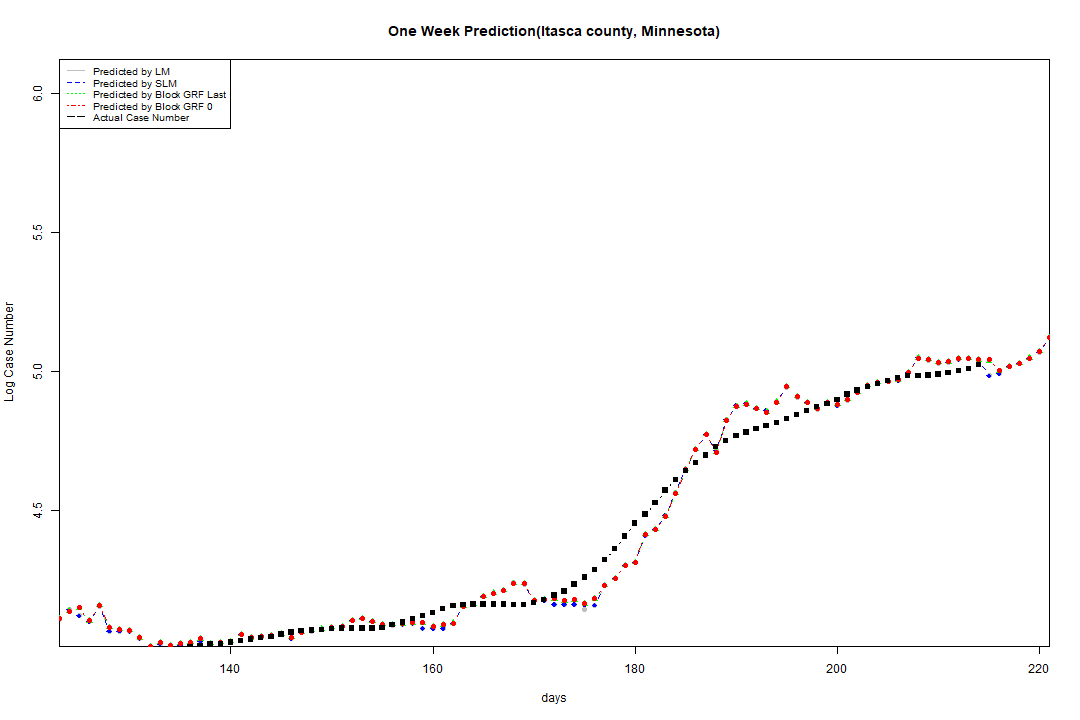 One Week Prediction(Itasca county, Minnesota)
Predicted by LM
Predicted by SLM
Predicted by Block GRF Last
Predicted by Block GRF 0
Actual Case Number
6.0
5.5
5.0
4.5
Log Case Number
140 160 180 200 220
days